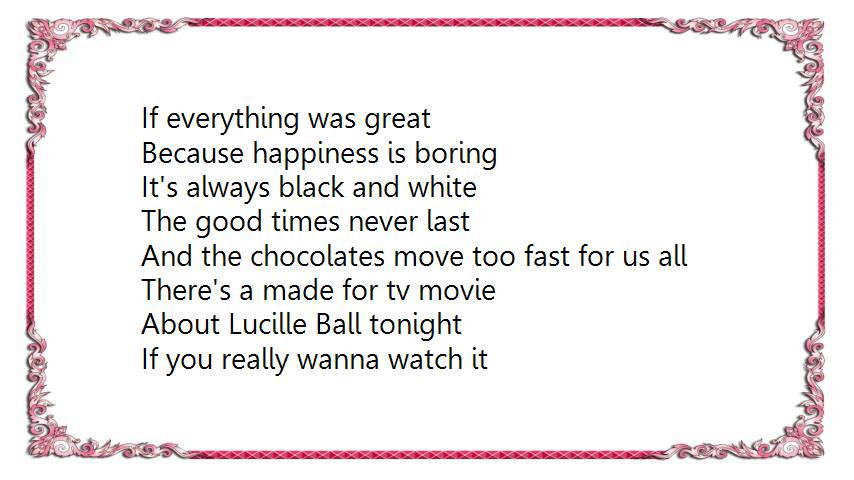 If everything was great
Because happiness is boring
It's always black and white
The good times never last
And the chocolates move too fast for us all
There's a made for tv movie
About Lucille Ball tonight
If you really wanna watch it